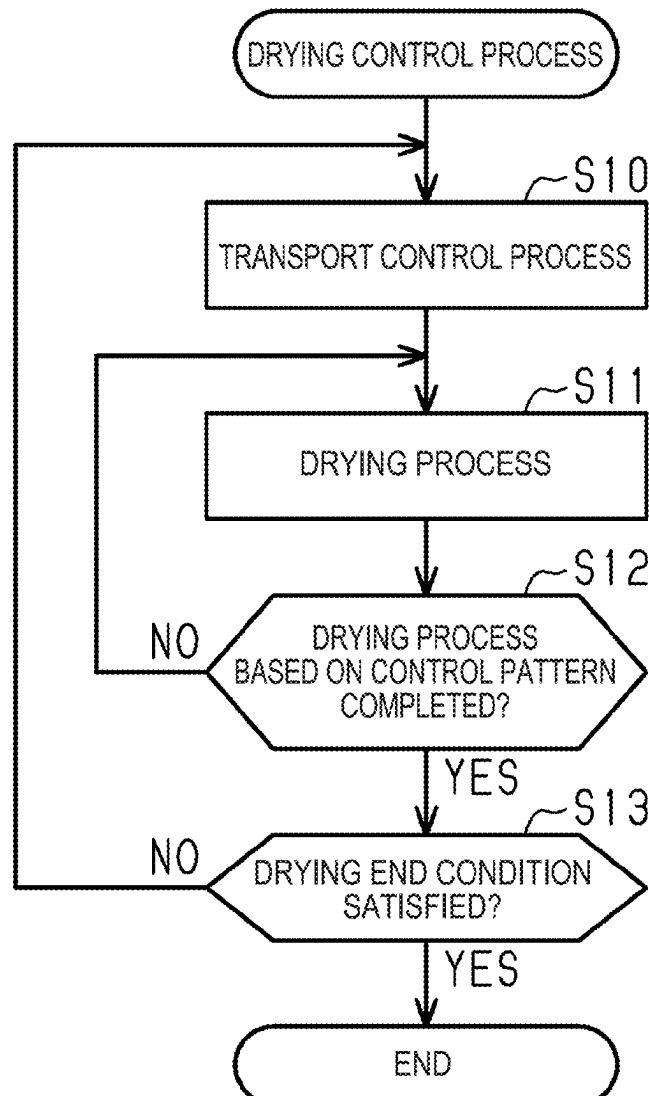 DRYING CONTROL PROCESS
S10
TRANSPORT CONTROL PROCESS
S11
DRYING PROCESS
S12
DRYING PROCESS
BASED ON CONTROL PATTERN
COMPLETED?
NO
YES
S13
DRYING END CONDITION
SATISFIED?
NO
YES
END